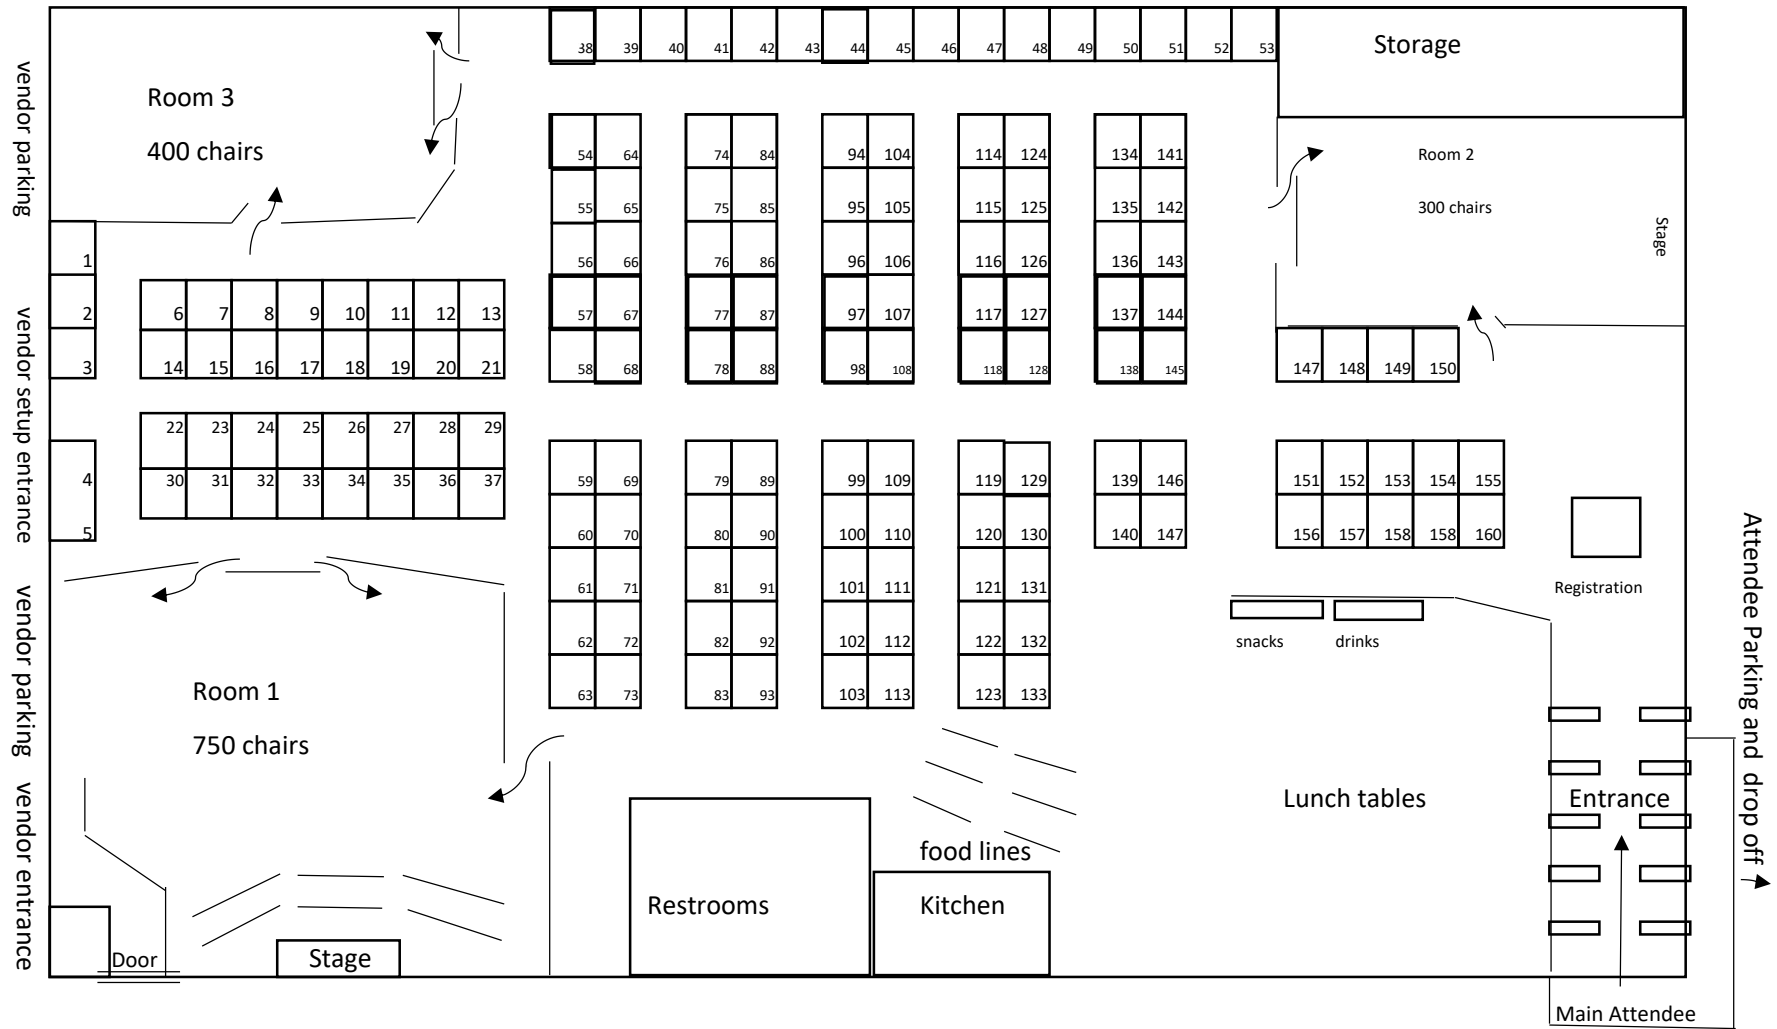 38 39 40 41 42 43 44 45 46 47 48 49 50 51 52 53
Storage
vendor parking
Room 3
400 chairs
54 64 74 84 94 104 114 124 134 141
Room 2
55 65 75 85 95 105 115 125 135 142
300 chairs
Stage
1
56 66 76 86 96 106 116 126 136 143
2
6 7 8 9 10 11 12 13
57 67 77 87 97 107 117 127 137 144
3
14 15 16 17 18 19 20 21
58 68 78 88 98 108 118 128 138 145
147 148 149 150
vendor setup entrance
22 23 24 25 26 27 28 29
4
30 31 32 33 34 35 36 37
59 69 79 89 99 109 119 129 139 146
151 152 153 154 155
5
60 70 80 90 100 110 120 130 140 147
156 157 158 158 160
Registration
61 71 81 91 101 111 121 131
snacks
drinks
62 72 82 92 102 112 122 132
63 73 83 93 103 113 123 133
vendor parking
Room 1
750 chairs
Attendee Parking and drop off
Lunch tables
Entrance
food lines
vendor entrance
Restrooms
Kitchen
Door
Stage
Main Attendee